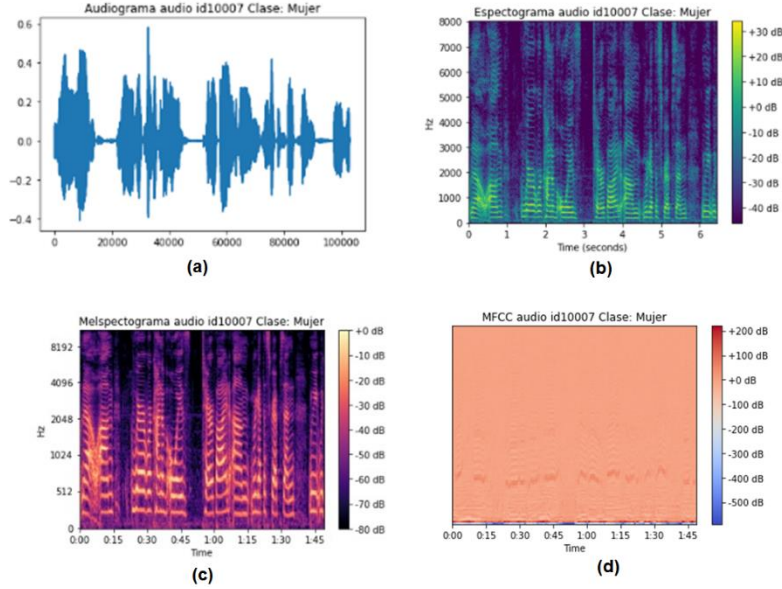 Audiograma audio id10007 Clase: Mujer
0.6
0.4
0.2
0.0
−0.2
−0.4
0 20000 40000 60000 80000 100000
(a)
Espectograma audio id10007 Clase: Mujer
8000
7000
6000
5000
4000
3000
2000
1000
0
Hz
0 1 2 3 4 5 6
Time (seconds)
+30 dB
+20 dB
+10 dB
+0 dB
-10 dB
-20 dB
-30 dB
-40 dB
(b)
Melspectograma audio id10007 Clase: Mujer
8192
4096
2048
1024
512
0
Hz
0:00 0:15 0:30 0:45 1:00 1:15 1:30 1:45
Time
+0 dB
-10 dB
-20 dB
-30 dB
-40 dB
-50 dB
-60 dB
-70 dB
-80 dB
(c)
MFCC audio id10007 Clase: Mujer
0:00 0:15 0:30 0:45 1:00 1:15 1:30 1:45
Time
+200 dB
+100 dB
+0 dB
-100 dB
-200 dB
-300 dB
-400 dB
-500 dB
(d)